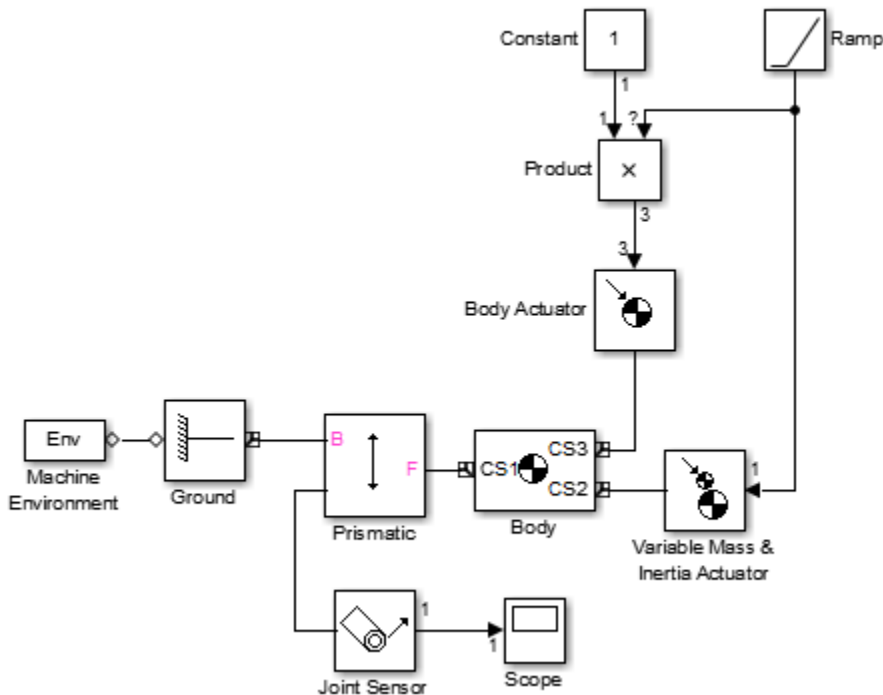 Constant
1
Ramp
1
1
?
Product
×
3
3
Body Actuator
Env
Machine
Environment
Ground
B
F
Prismatic
CS1
CS3
CS2
Body
1
Variable Mass &
Inertia Actuator
1
1
Joint Sensor
Scope